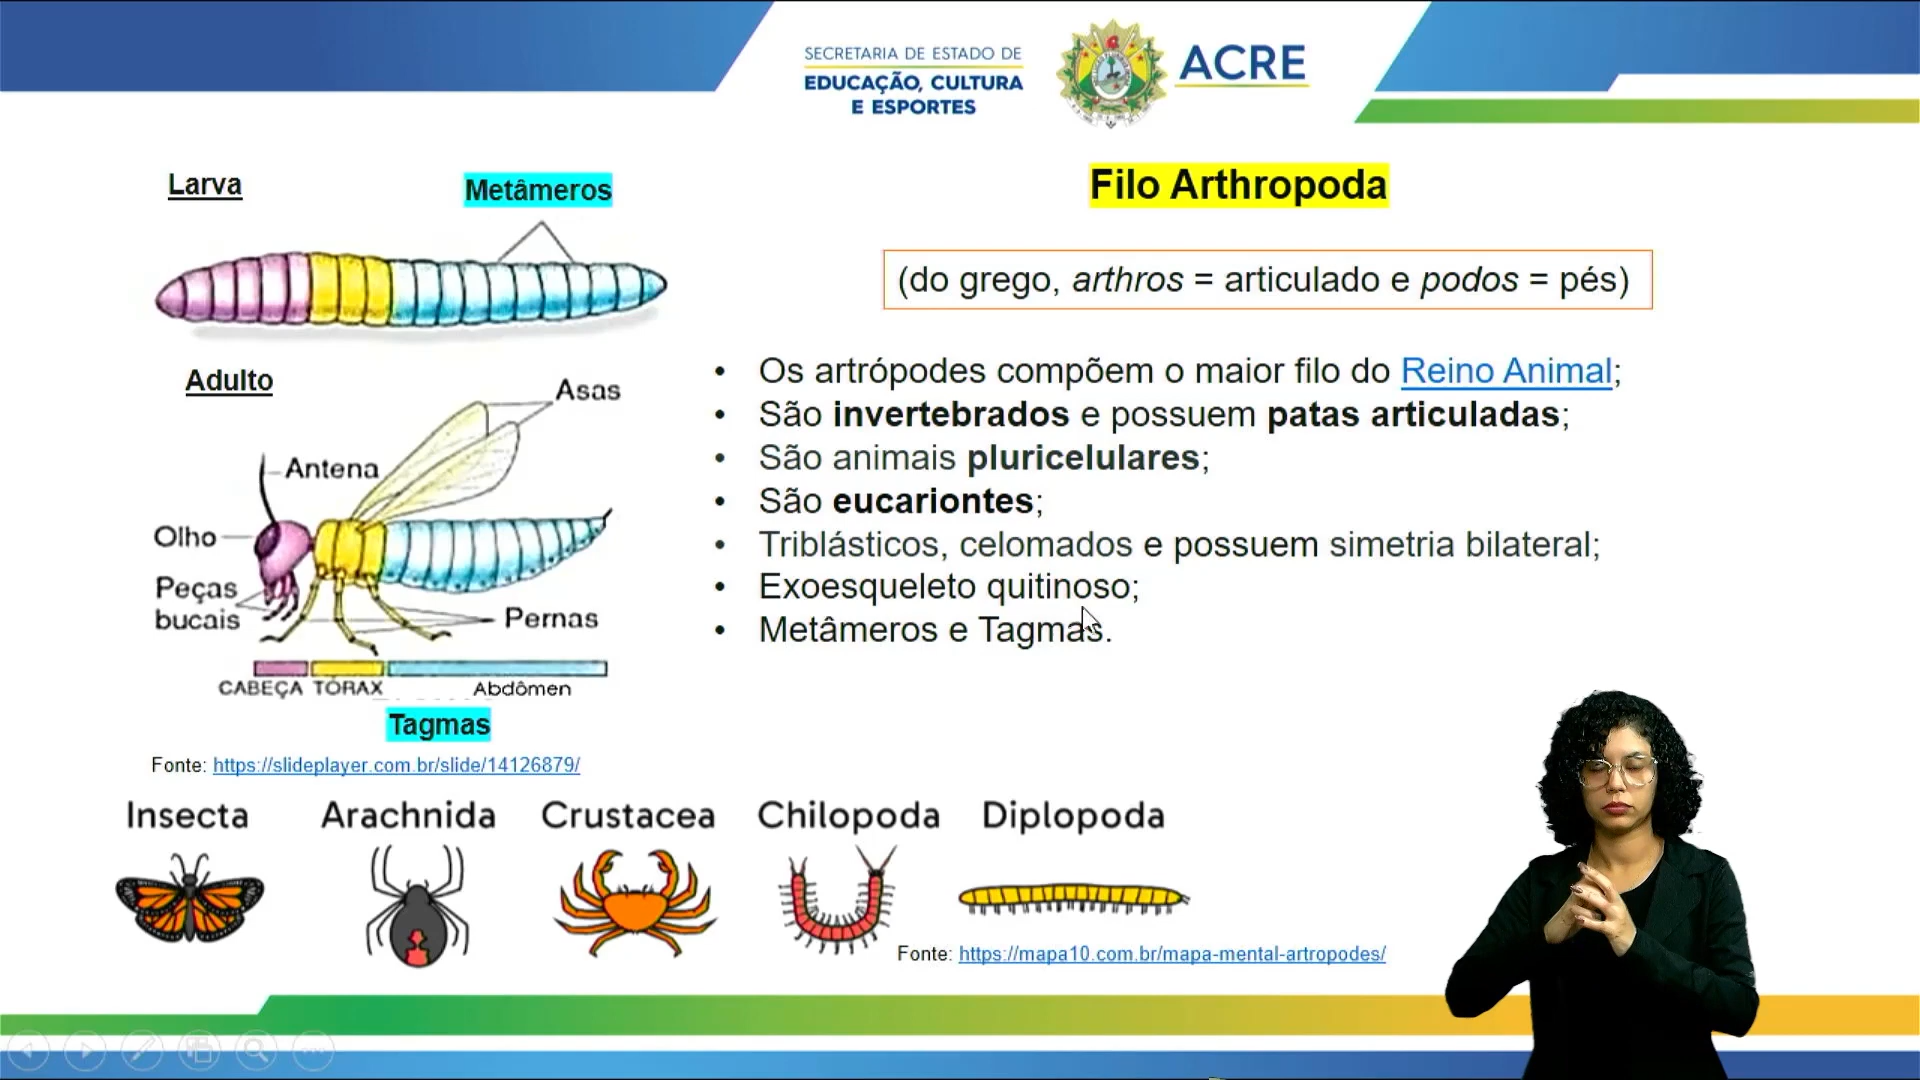 SECRETARIA DE ESTADO DE
EDUCAÇÃO, CULTURA
E ESPORTES
ACRE
Larva
Metâmeros
Adulto
Asas
Antena
Olho
Peças
bucais
Pernas
CABEÇA TÓRAX Abdômen
Tagmas
Fonte: https://slideplayer.com.br/slide/14126879/
Filo Arthropoda
(do grego, arthros = articulado e podos = pés)
• Os artrópodes compõem o maior filo do Reino Animal;
• São invertebrados e possuem patas articuladas;
• São animais pluricelulares;
• São eucariontes;
• Triblásticos, celomados e possuem simetria bilateral;
• Exoesqueleto quitinoso;
• Metâmeros e Tagmas.
Insecta Arachnida Crustacea Chilopoda Diplopoda
Fonte: https://mapa10.com.br/mapa-mental-artropodes/